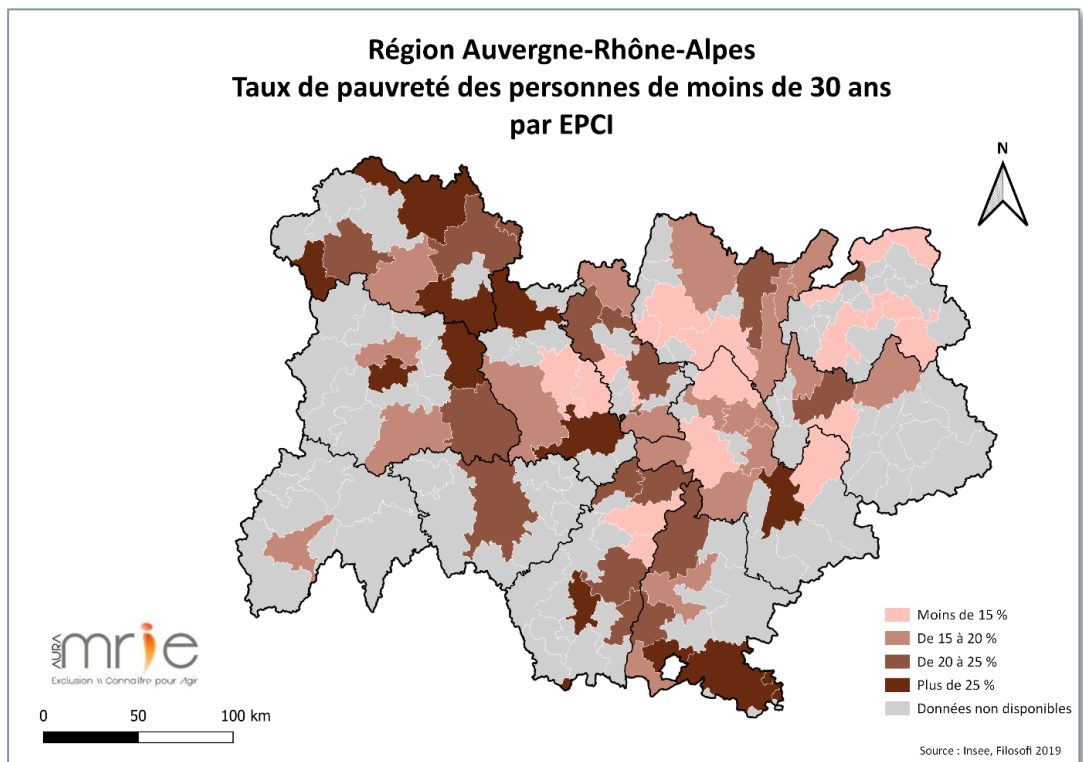 Région Auvergne-Rhône-Alpes
Taux de pauvreté des personnes de moins de 30 ans
par EPCI
N
Moins de 15 %
De 15 à 20 %
De 20 à 25 %
Plus de 25 %
Données non disponibles
AURA
mrie
Exclusion \\ Connaître pour Agir
0 50 100 km
Source : Insee, Filosofi 2019